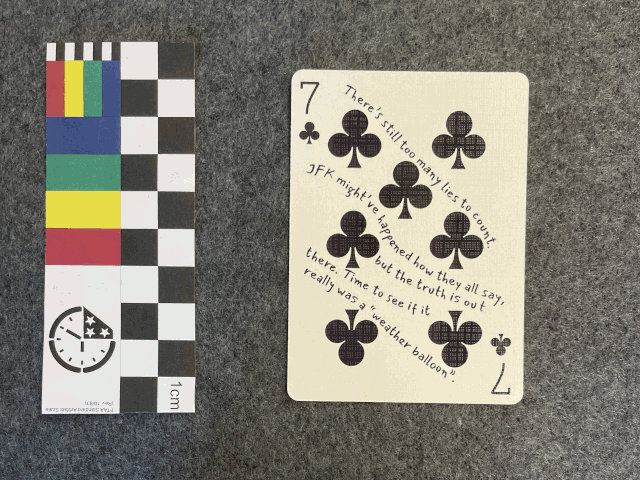 7
There's still too many lies to count.
JFK might've happened how they all say,
but the truth is out
there. Time to see if it
really was a "weather balloon".
7
1cm